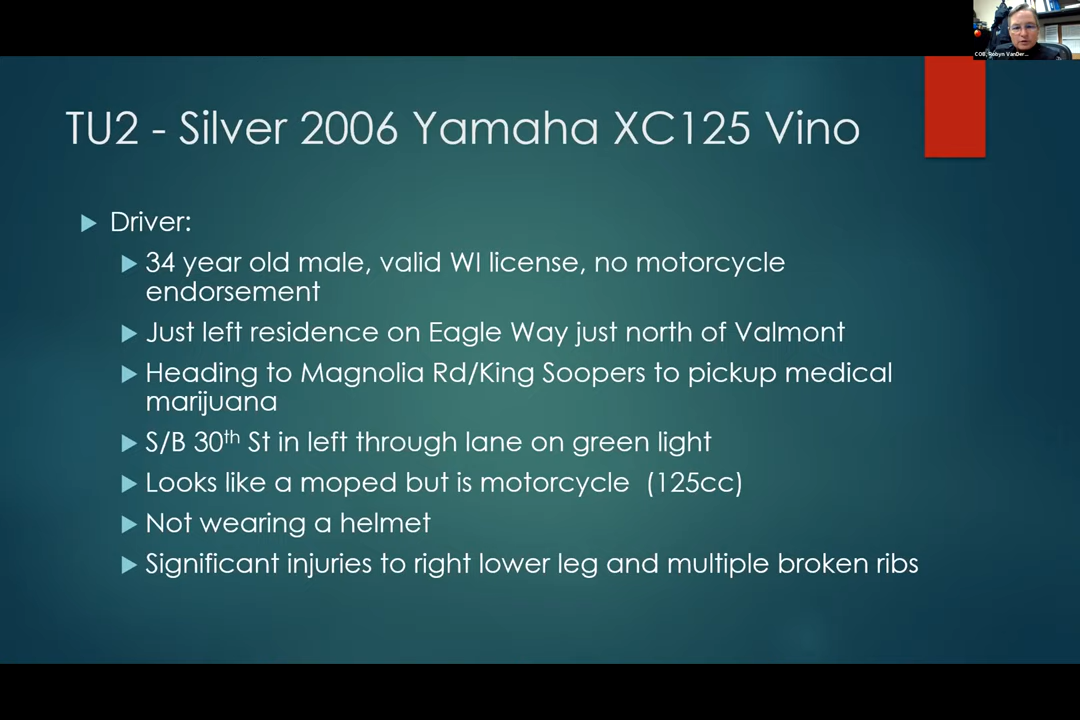 COB, Robyn VanDer...
TU2 - Silver 2006 Yamaha XC125 Vino
Driver:
34 year old male, valid WI license, no motorcycle
endorsement
Just left residence on Eagle Way just north of Valmont
Heading to Magnolia Rd/King Soopers to pickup medical
marijuana
S/B 30th St in left through lane on green light
Looks like a moped but is motorcycle (125cc)
Not wearing a helmet
Significant injuries to right lower leg and multiple broken ribs